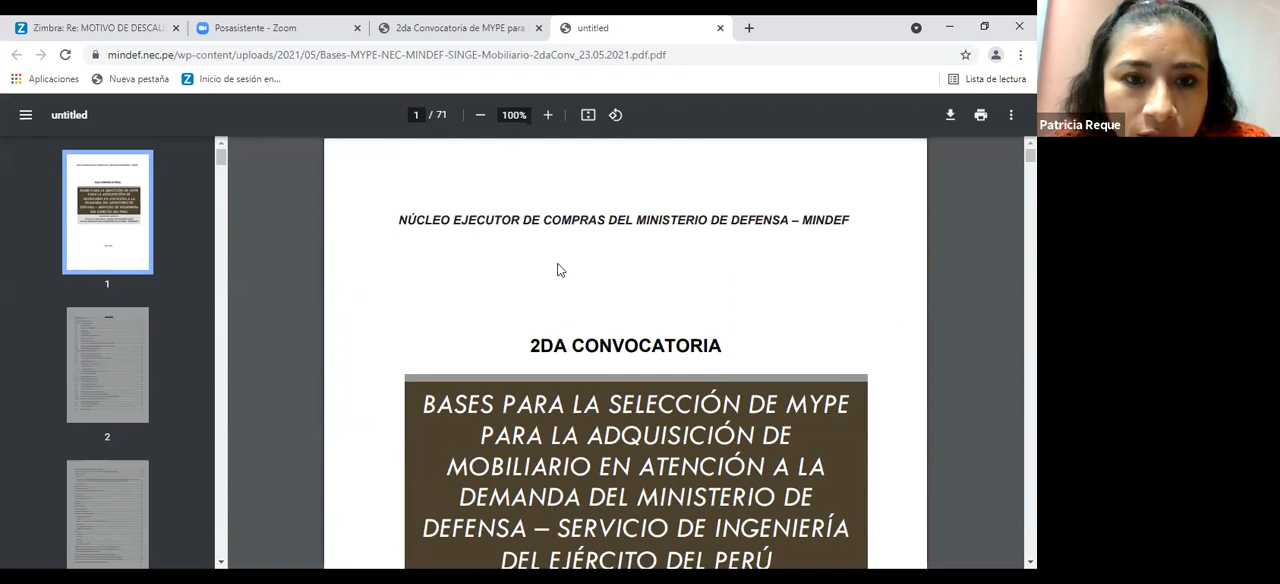 Zimbra: Re: MOTIVO DE DESCAL
Posasistente - Zoom
2da Convocatoria de MYPE para
untitled
mindef.nec.pe/wp-content/uploads/2021/05/Bases-MYPE-NEC-MINDEF-SINGE-Mobiliario-2daConv_23.05.2021.pdf.pdf
Aplicaciones
Nueva pestaña
Inicio de sesión en...
Lista de lectura
untitled
1 / 71
100%
Patricia Reque
1
2
NÚCLEO EJECUTOR DE COMPRAS DEL MINISTERIO DE DEFENSA – MINDEF
2DA CONVOCATORIA
BASES PARA LA SELECCIÓN DE MYPE
PARA LA ADQUISICIÓN DE
MOBILIARIO EN ATENCIÓN A LA
DEMANDA DEL MINISTERIO DE
DEFENSA – SERVICIO DE INGENIERÍA
DEL EJÉRCITO DEL PERÚ